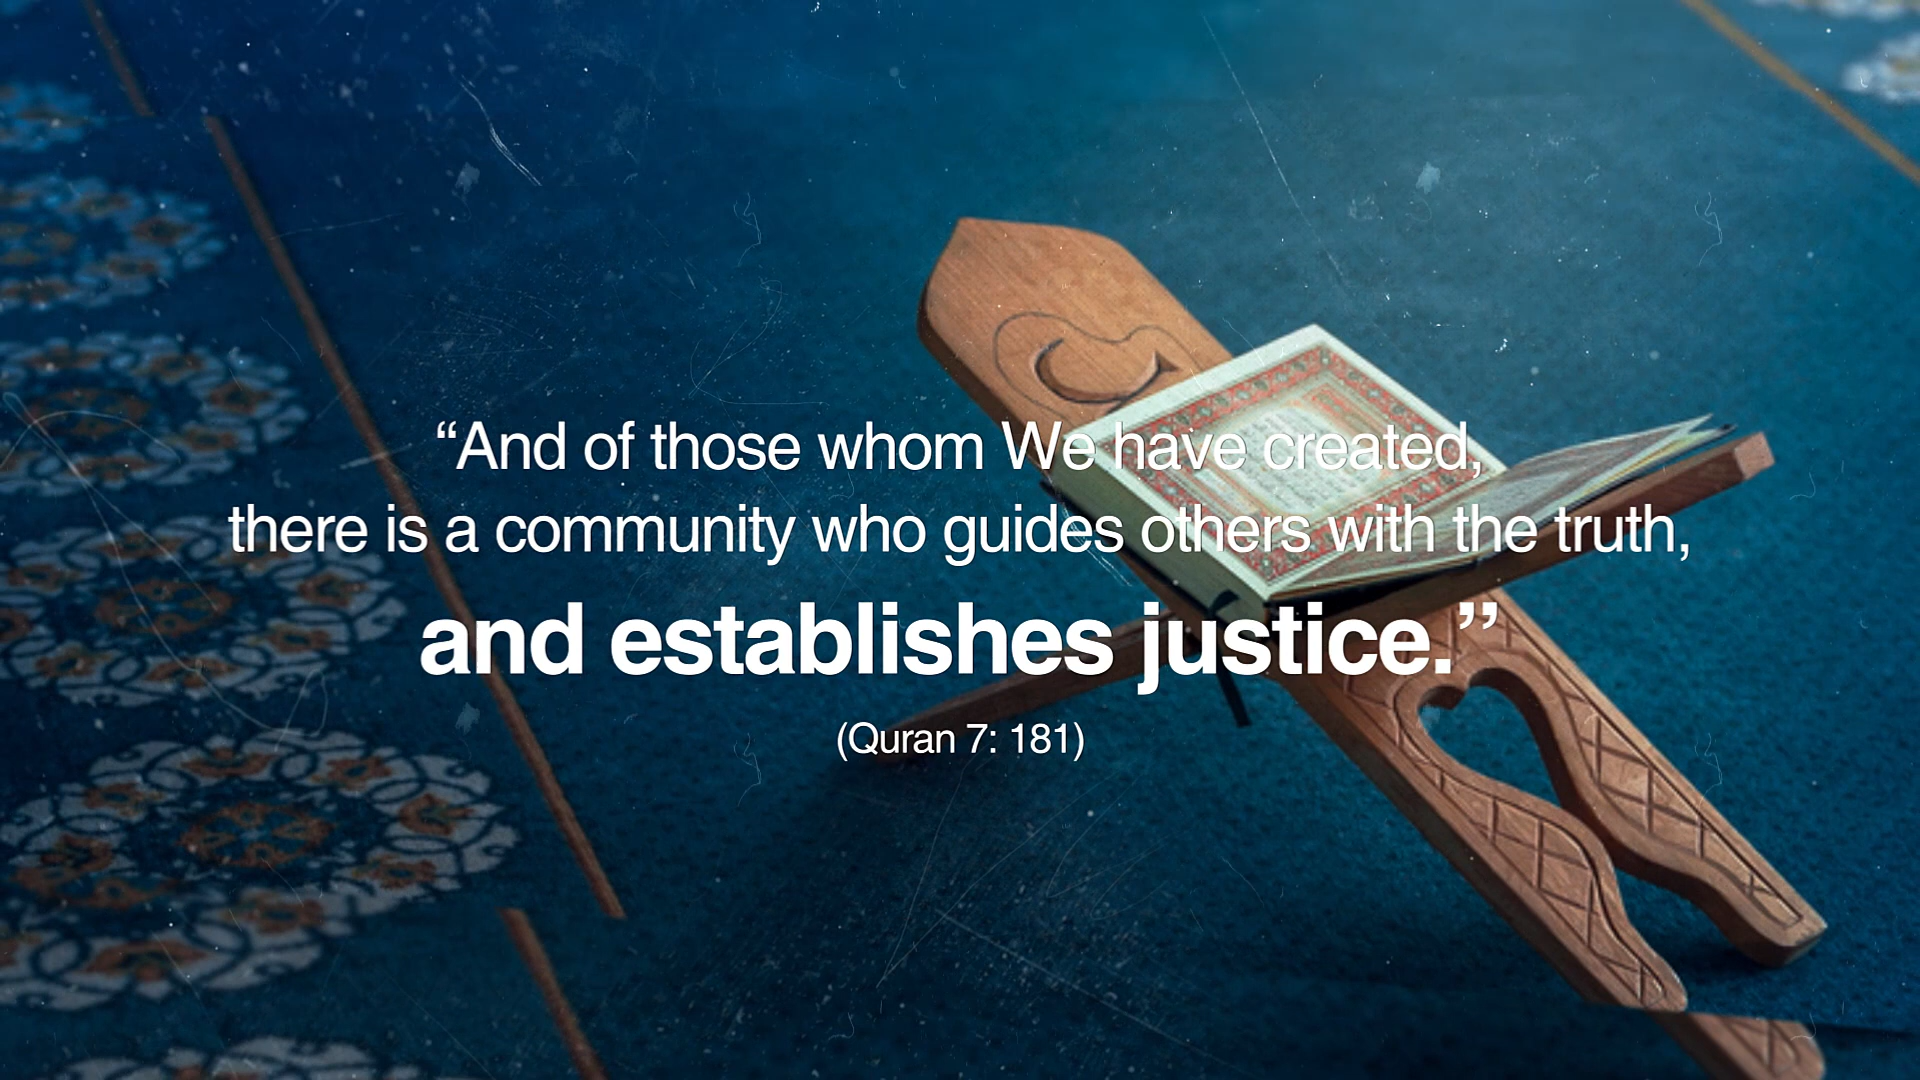 “And of those whom We have created,
there is a community who guides others with the truth,
and establishes justice.”
(Quran 7: 181)